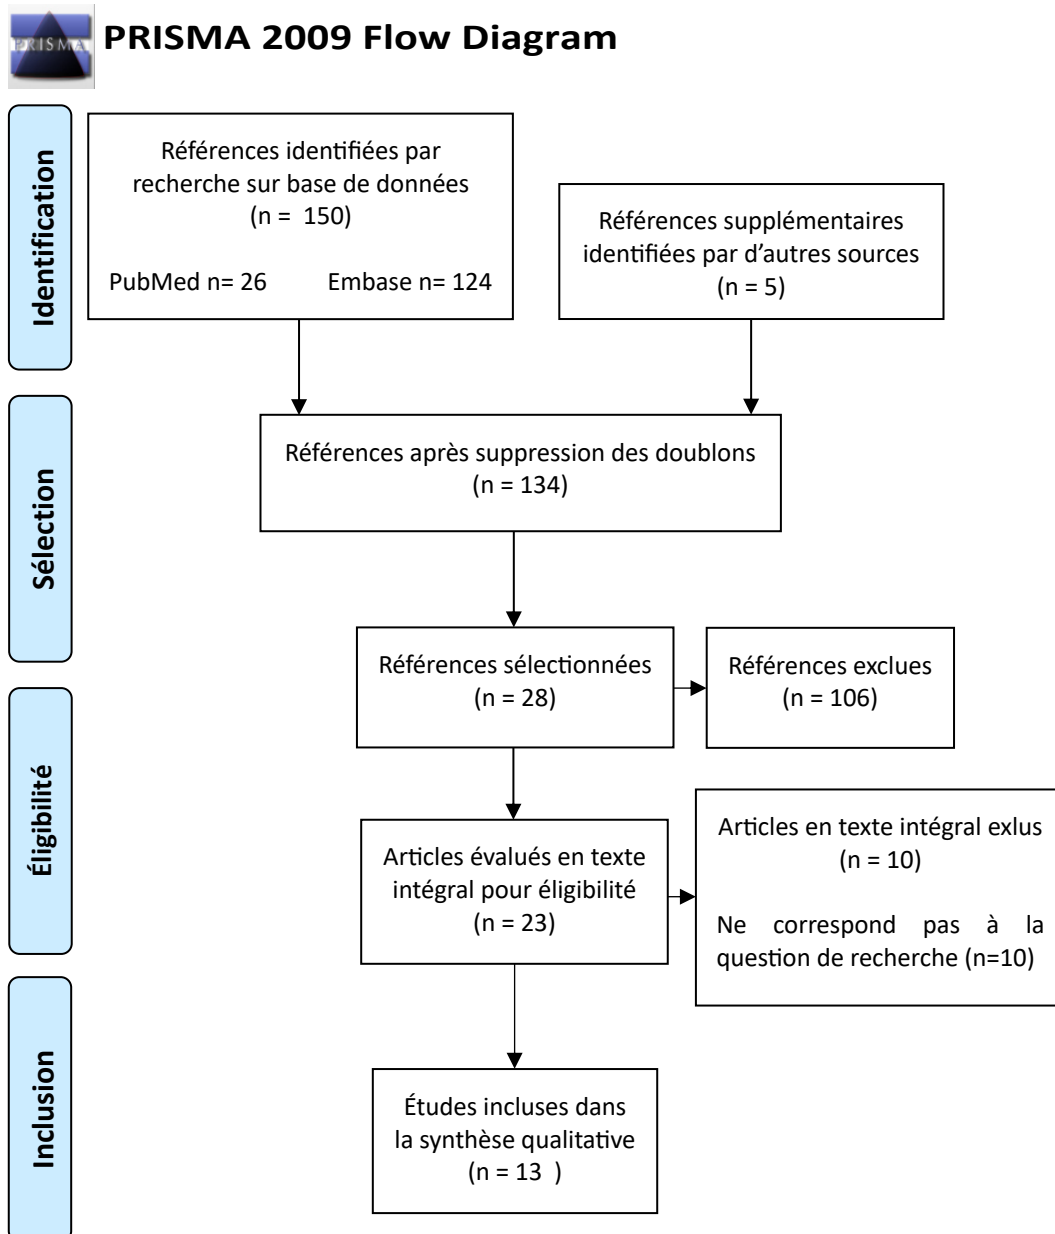 PRISMA
PRISMA 2009 Flow Diagram
Identification
Références identifiées par
recherche sur base de données
(n =  150)
PubMed n= 26 Embase n= 124
Références supplémentaires
identifiées par d’autres sources
(n = 5)
Sélection
Références après suppression des doublons
(n = 134)
Références sélectionnées
(n = 28)
Références exclues
(n = 106)
Éligibilité
Articles évalués en texte
intégral pour éligibilité
(n = 23)
Articles en texte intégral exlus
(n = 10)
Ne correspond pas à la
question de recherche (n=10)
Inclusion
Études incluses dans
la synthèse qualitative
(n = 13  )